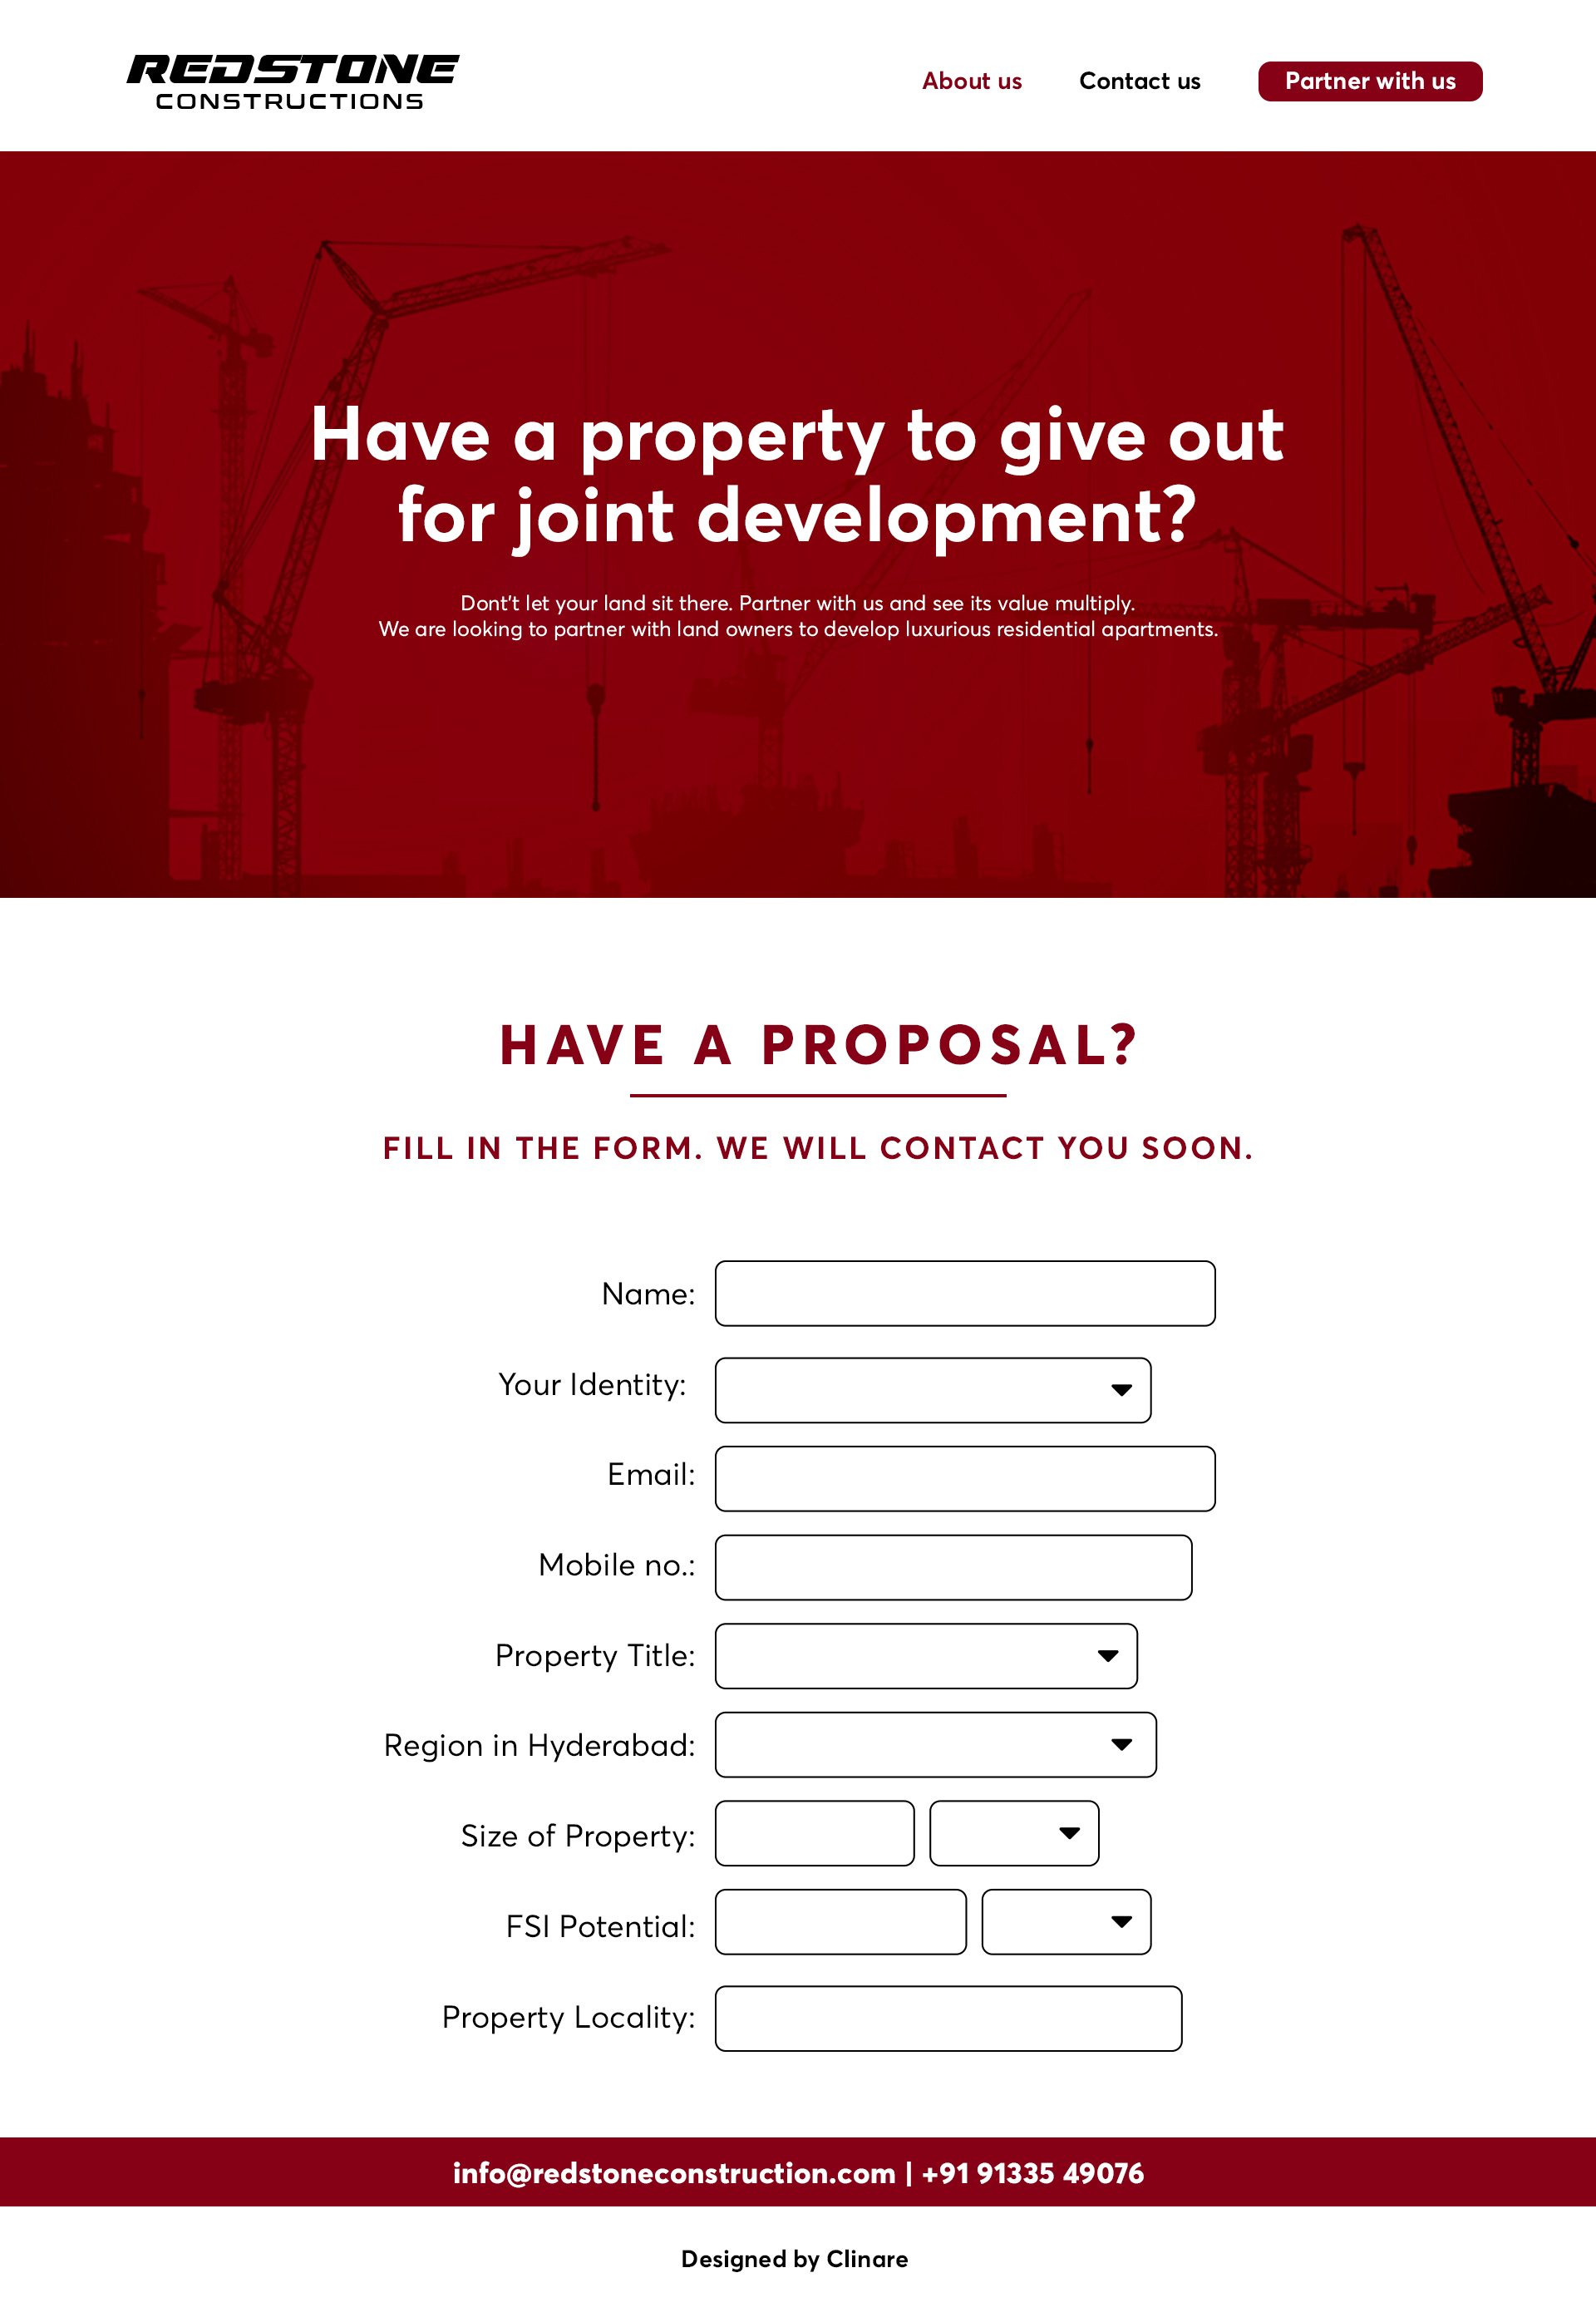 REDSTONE
CONSTRUCTIONS
About us
Contact us
Partner with us
Have a property to give out
for joint development?
Dont't let your land sit there. Partner with us and see its value multiply.
We are looking to partner with land owners to develop luxurious residential apartments.
HAVE A PROPOSAL?
FILL IN THE FORM. WE WILL CONTACT YOU SOON.
Name:
Your Identity:
Email:
Mobile no.:
Property Title:
Region in Hyderabad:
Size of Property:
FSI Potential:
Property Locality:
info@redstoneconstruction.com | +91 91335 49076
Designed by Clinare